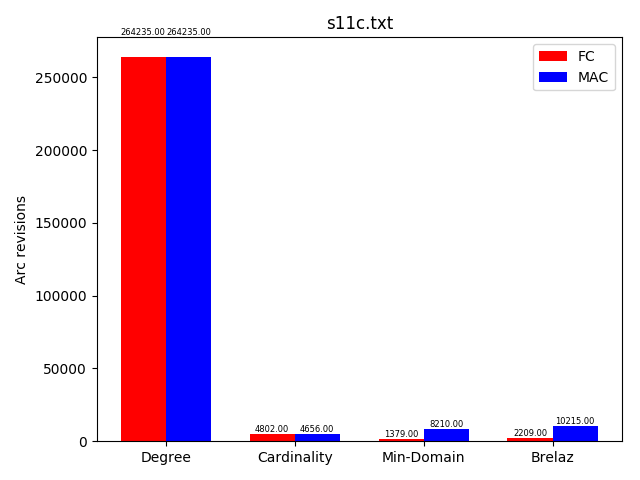 s11c.txt
Arc revisions
250000
200000
150000
100000
50000
0
264235.00 264235.00
4802.00 4656.00
1379.00 8210.00
2209.00 10215.00
FC
MAC
Degree Cardinality Min-Domain Brelaz